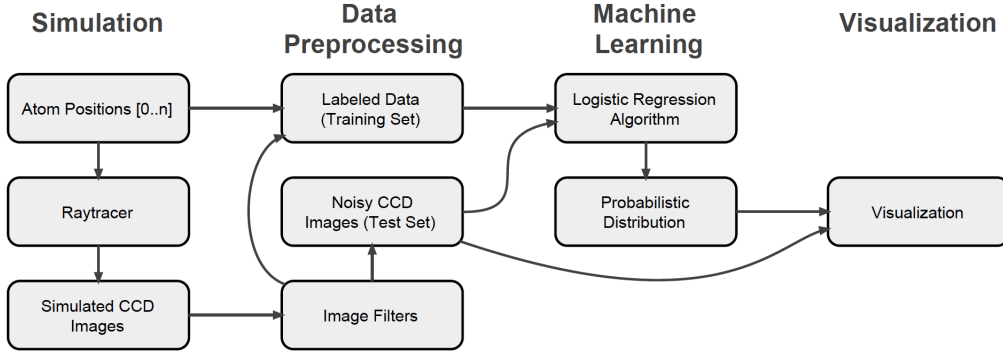 Simulation
Data
Preprocessing
Machine
Learning
Visualization
Atom Positions [0..n]
Labeled Data
(Training Set)
Logistic Regression
Algorithm
Raytracer
Noisy CCD
Images (Test Set)
Probabilistic
Distribution
Visualization
Simulated CCD
Images
Image Filters